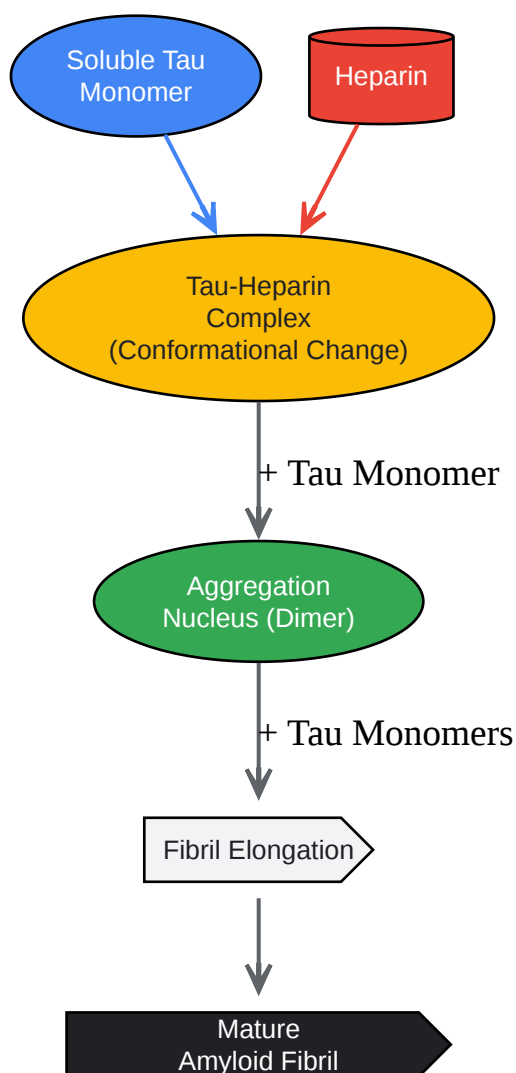 Soluble Tau
Monomer
Heparin
Tau-Heparin
Complex
(Conformational Change)
+ Tau Monomer
Aggregation
Nucleus (Dimer)
+ Tau Monomers
Fibril Elongation
Mature
Amyloid Fibril